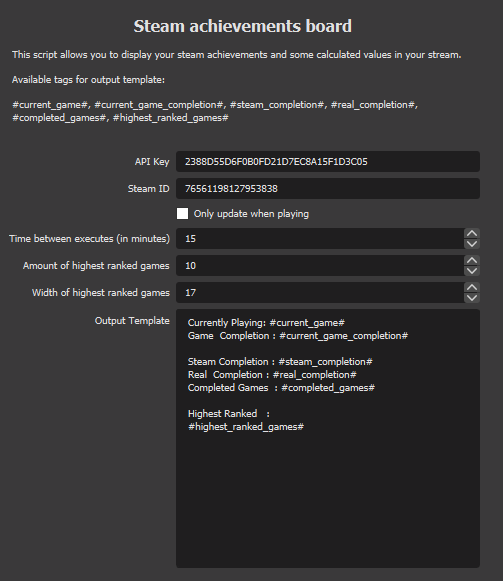 Steam achievements board
This script allows you to display your steam achievements and some calculated values in your stream.
Available tags for output template:
#current_game#, #current_game_completion#, #steam_completion#, #real_completion#,
#completed_games#, #highest_ranked_games#
API Key 2388D55D6F0B0FD21D7EC8A15F1D3C05
Steam ID 76561198127953838
Only update when playing
Time between executes (in minutes) 15
Amount of highest ranked games 10
Width of highest ranked games 17
Output Template
Currently Playing: #current_game#
Game Completion : #current_game_completion#
Steam Completion : #steam_completion#
Real Completion : #real_completion#
Completed Games : #completed_games#
Highest Ranked :
#highest_ranked_games#